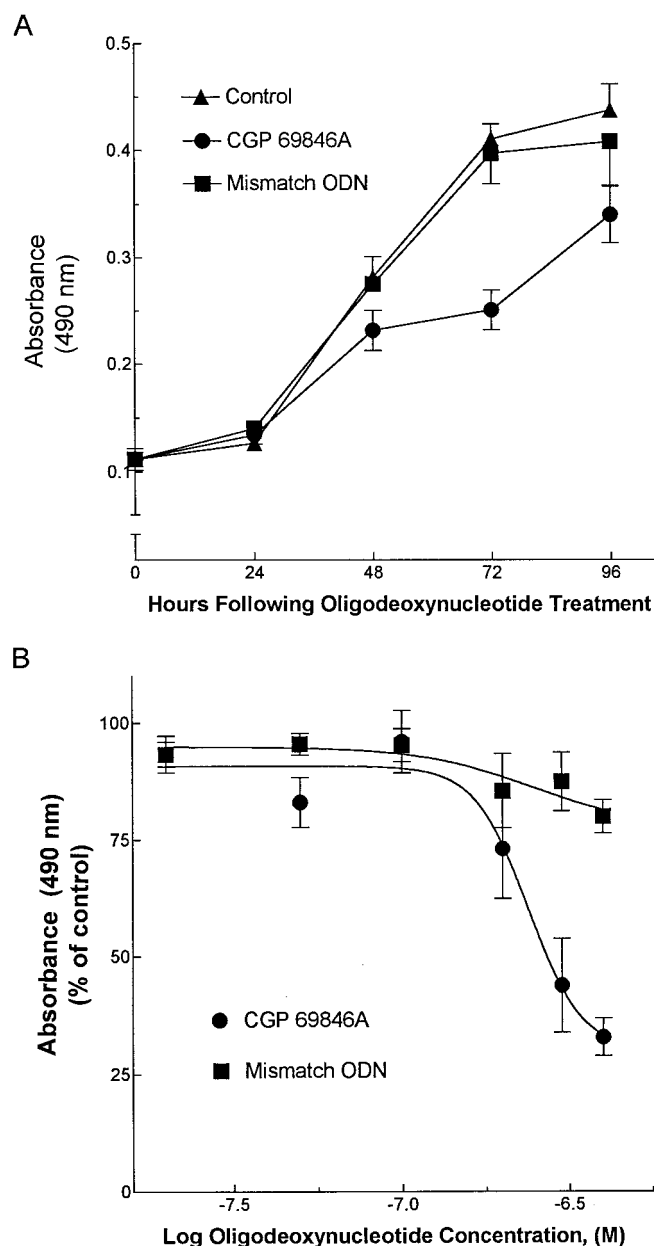 A
0.5
0.4
0.3
0.2
0.1
Absorbance
(490 nm)
Control
CGP 69846A
Mismatch ODN
0 24 48 72 96
Hours Following Oligodeoxynucleotide Treatment
B
100
75
50
25
0
Absorbance (490 nm)
(% of control)
CGP 69846A
Mismatch ODN
-7.5 -7.0 -6.5
Log Oligodeoxynucleotide Concentration, (M)